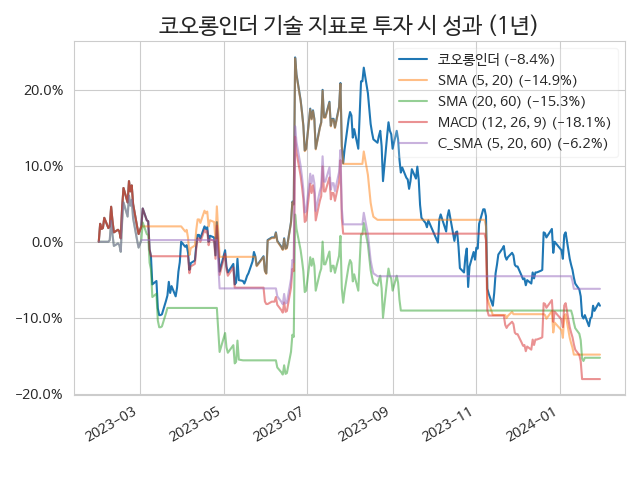 코오롱인더 기술 지표로 투자 시 성과 (1년)
코오롱인더 (−8.4%)
SMA (5, 20) (−14.9%)
SMA (20, 60) (−15.3%)
MACD (12, 26, 9) (−18.1%)
C_SMA (5, 20, 60) (−6.2%)
20.0%
10.0%
0.0%
−10.0%
−20.0%
2023−03
2023−05
2023−07
2023−09
2023−11
2024−01